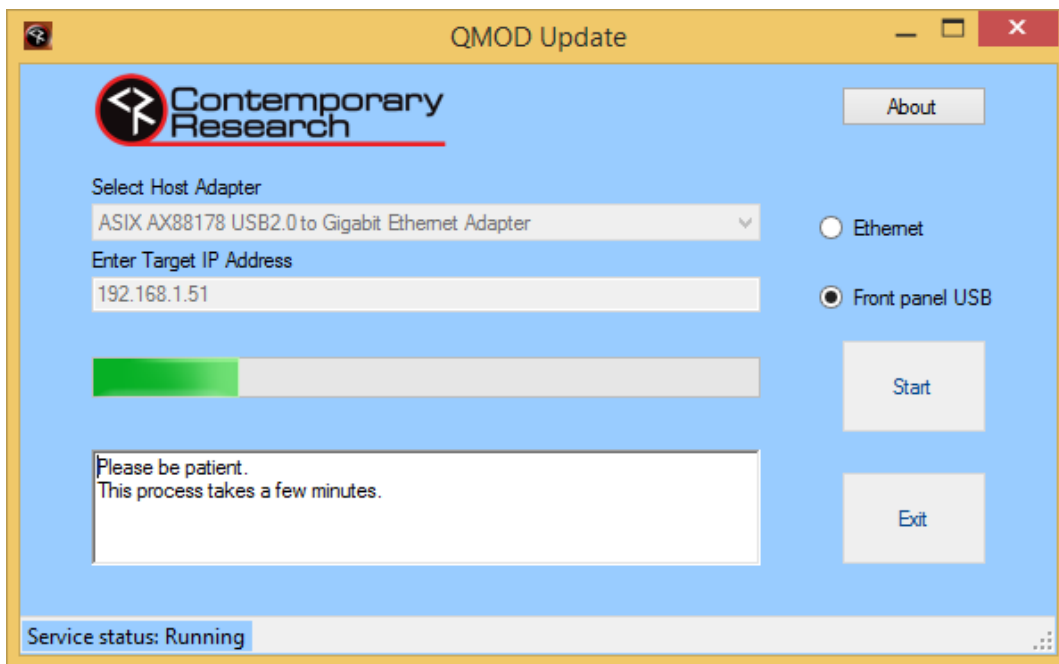 QMOD Update
Contemporary
Research
About
Select Host Adapter
ASIX AX88178 USB2.0 to Gigabit Ethernet Adapter
Ethernet
Enter Target IP Address
192.168.1.51
Front panel USB
Start
Please be patient.
This process takes a few minutes.
Exit
Service status: Running